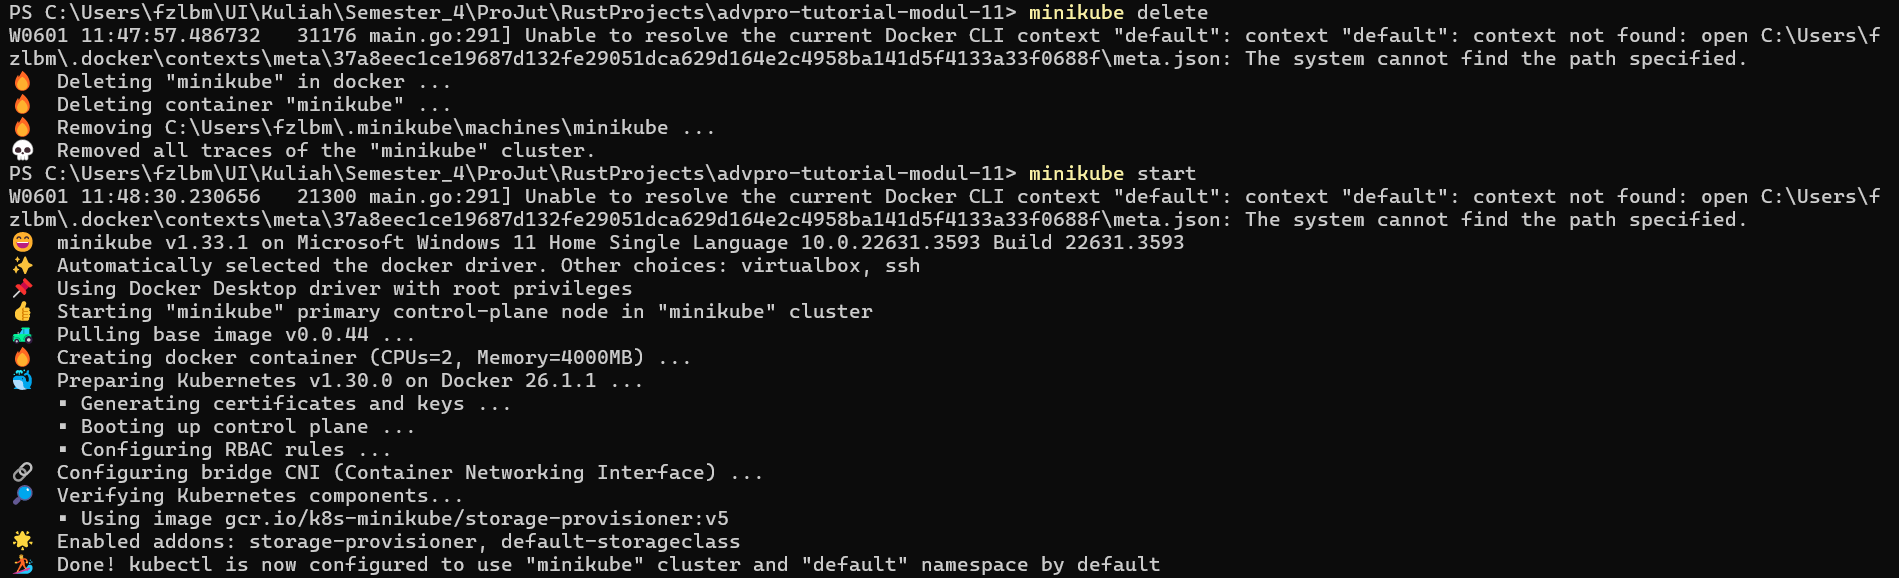 PS C:\Users\fzlbm\UI\Kuliah\Semester_4\ProJut\RustProjects\advpro-tutorial-modul-11> minikube delete
W0601 11:47:57.486732   31176 main.go:291] Unable to resolve the current Docker CLI context "default": context "default": context not found: open C:\Users\f
zlbm\.docker\contexts\meta\37a8eec1ce19687d132fe29051dca629d164e2c4958ba141d5f4133a33f0688f\meta.json: The system cannot find the path specified.
🔥  Deleting "minikube" in docker ...
🔥  Deleting container "minikube" ...
🔥  Removing C:\Users\fzlbm\.minikube\machines\minikube ...
💀  Removed all traces of the "minikube" cluster.
PS C:\Users\fzlbm\UI\Kuliah\Semester_4\ProJut\RustProjects\advpro-tutorial-modul-11> minikube start
W0601 11:48:30.230656   21300 main.go:291] Unable to resolve the current Docker CLI context "default": context "default": context not found: open C:\Users\f
zlbm\.docker\contexts\meta\37a8eec1ce19687d132fe29051dca629d164e2c4958ba141d5f4133a33f0688f\meta.json: The system cannot find the path specified.
😄  minikube v1.33.1 on Microsoft Windows 11 Home Single Language 10.0.22631.3593 Build 22631.3593
✨  Automatically selected the docker driver. Other choices: virtualbox, ssh
📌  Using Docker Desktop driver with root privileges
👍  Starting "minikube" primary control-plane node in "minikube" cluster
🚜  Pulling base image v0.0.44 ...
🔥  Creating docker container (CPUs=2, Memory=4000MB) ...
🐳  Preparing Kubernetes v1.30.0 on Docker 26.1.1 ...
    ▪ Generating certificates and keys ...
    ▪ Booting up control plane ...
    ▪ Configuring RBAC rules ...
🔗  Configuring bridge CNI (Container Networking Interface) ...
🔎  Verifying Kubernetes components...
    ▪ Using image gcr.io/k8s-minikube/storage-provisioner:v5
🌟  Enabled addons: storage-provisioner, default-storageclass
🏄  Done! kubectl is now configured to use "minikube" cluster and "default" namespace by default